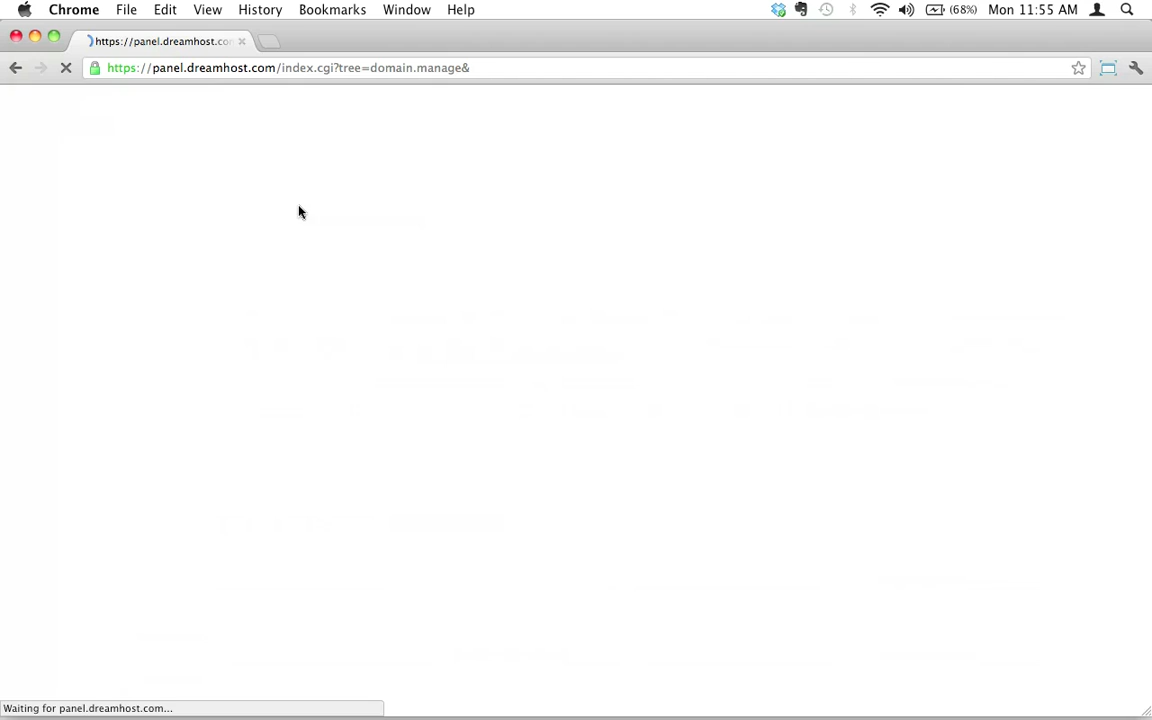 Chrome File Edit View History Bookmarks Window Help (68%) Mon 11:55 AM
https://panel.dreamhost.co
https://panel.dreamhost.com/index.cgi?tree=domain.manage&
Waiting for panel.dreamhost.com...